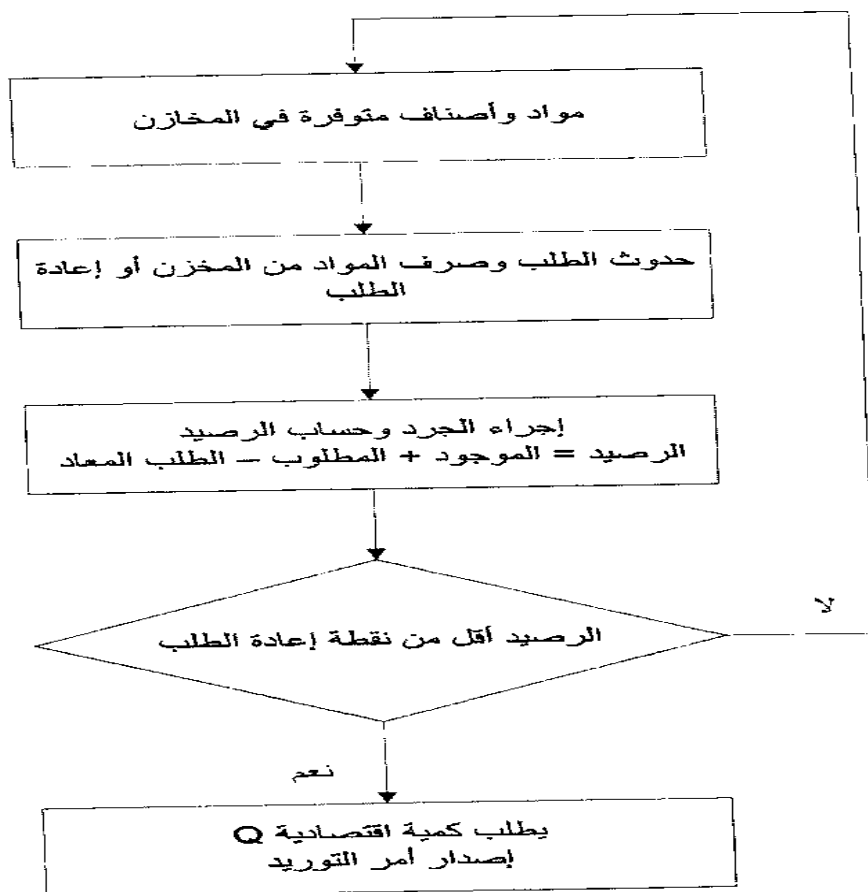 مواد وأصناف متوفرة في المخازن
حدوث الطلب وصرف المواد من المخزن أو إعادة
الطلب
إجراء الجرد وحساب الرصيد
الرصيد = الموجود + المطلوب – الطلب المعاد
الرصيد أقل من نقطة إعادة الطلب
لا
نعم
يطلب كمية اقتصادية Q
إصدار أمر التوريد